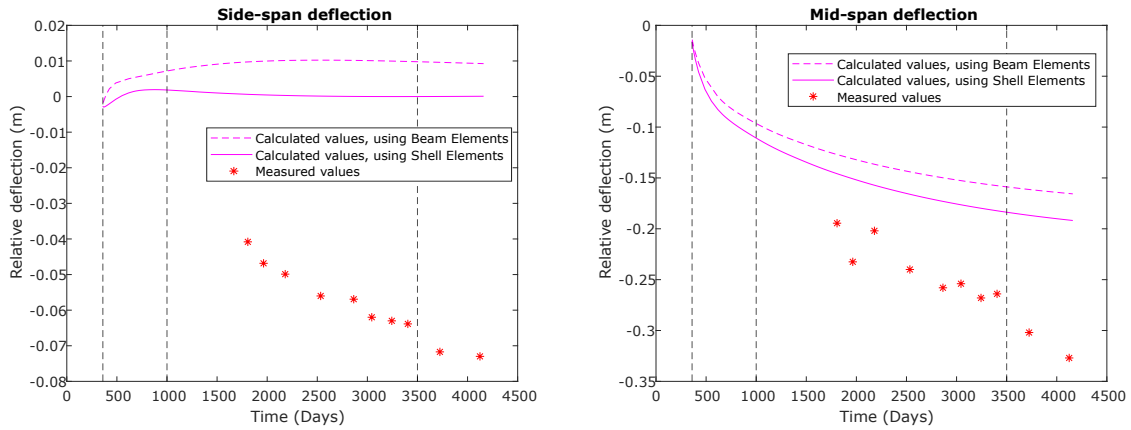 Side-span deflection
0.02
0.01
0
-0.01
-0.02
-0.03
-0.04
-0.05
-0.06
-0.07
-0.08
Relative deflection (m)
Calculated values, using Beam Elements
Calculated values, using Shell Elements
Measured values
0 500 1000 1500 2000 2500 3000 3500 4000 4500
Time (Days)
Mid-span deflection
0
-0.05
-0.1
-0.15
-0.2
-0.25
-0.3
-0.35
Relative deflection (m)
Calculated values, using Beam Elements
Calculated values, using Shell Elements
Measured values
0 500 1000 1500 2000 2500 3000 3500 4000 4500
Time (Days)